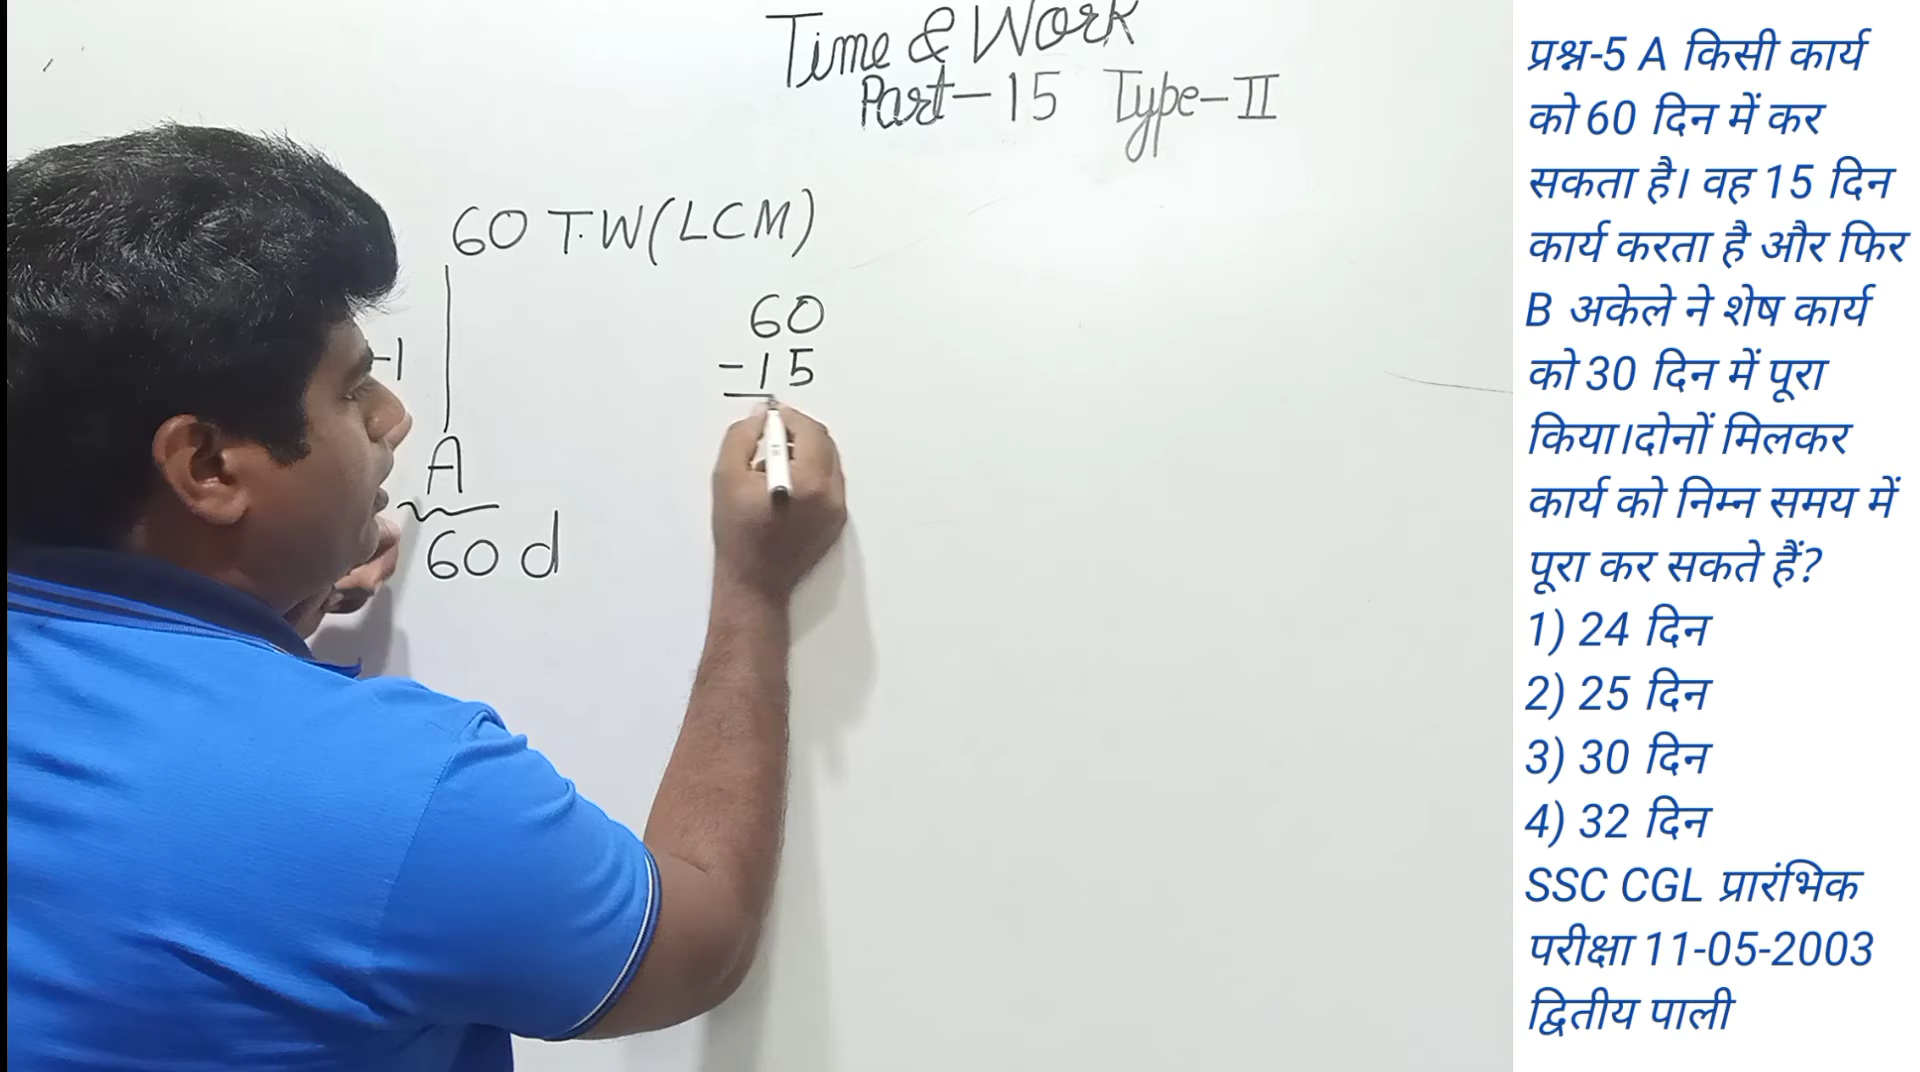 Time & Work
Part-15 Type-II
60 T.W(LCM)
60
-15
-1
A
60 d
प्रश्न-5 A किसी कार्य
को 60 दिन में कर
सकता है। वह 15 दिन
कार्य करता है और फिर
B अकेले ने शेष कार्य
को 30 दिन में पूरा
किया।दोनों मिलकर
कार्य को निम्न समय में
पूरा कर सकते हैं?
1) 24 दिन
2) 25 दिन
3) 30 दिन
4) 32 दिन
SSC CGL प्रारंभिक
परीक्षा 11-05-2003
द्वितीय पाली